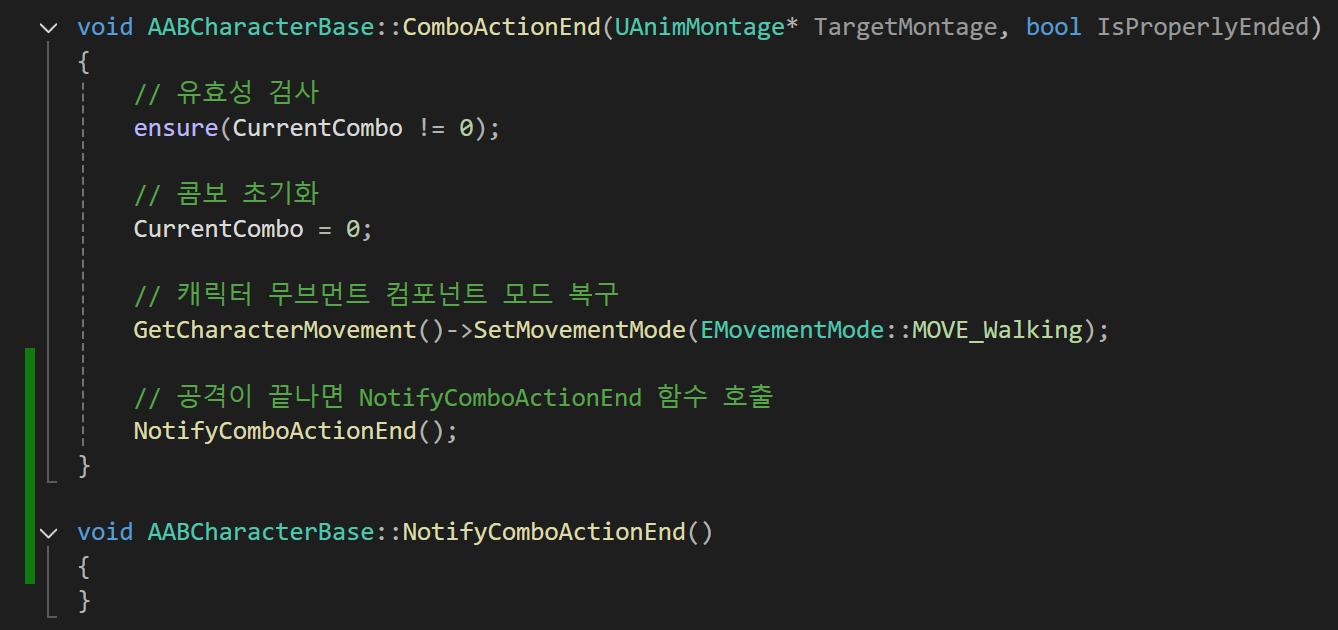 void AABCharacterBase::ComboActionEnd(UAnimMontage* TargetMontage, bool IsProperlyEnded)
{
// 유효성 검사
ensure(CurrentCombo != 0);
// 콤보 초기화
CurrentCombo = 0;
// 캐릭터 무브먼트 컴포넌트 모드 복구
GetCharacterMovement()->SetMovementMode(EMovementMode::MOVE_Walking);
// 공격이 끝나면 NotifyComboActionEnd 함수 호출
NotifyComboActionEnd();
}
void AABCharacterBase::NotifyComboActionEnd()
{
}